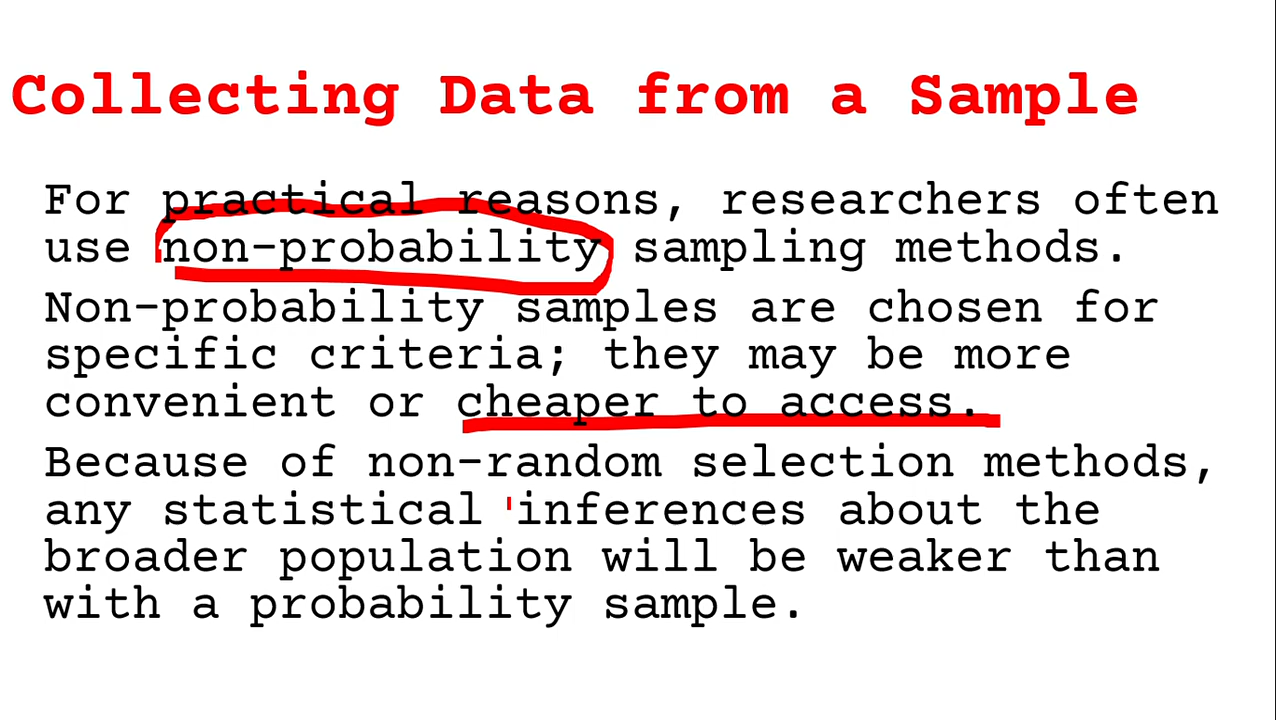 Collecting Data from a Sample
For practical reasons, researchers often
use non-probability sampling methods.
Non-probability samples are chosen for
specific criteria; they may be more
convenient or cheaper to access.
Because of non-random selection methods,
any statistical inferences about the
broader population will be weaker than
with a probability sample.